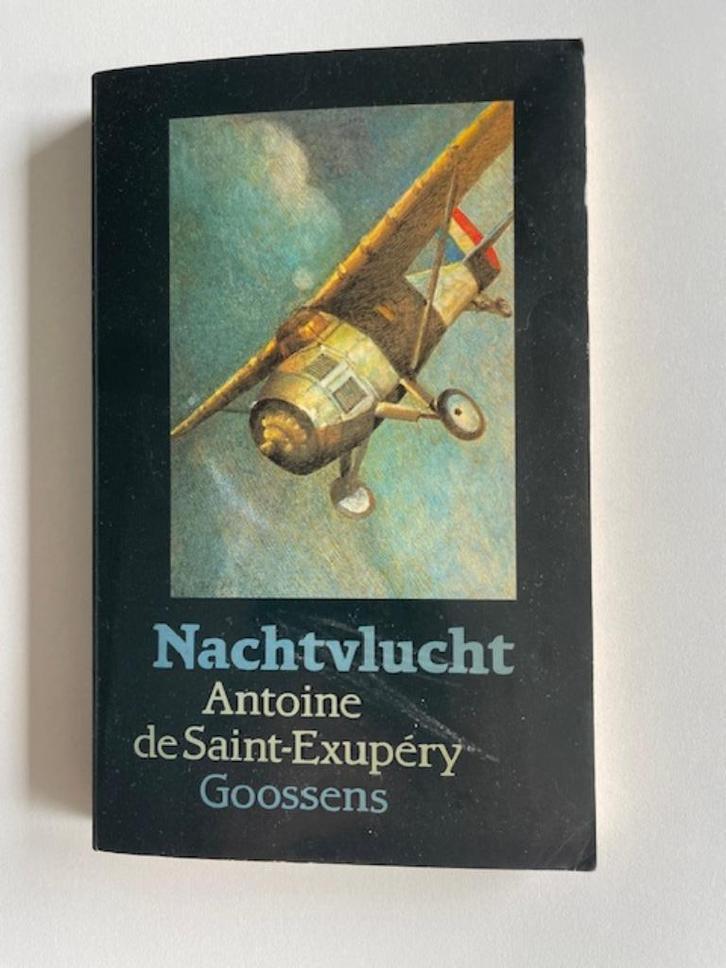 Nachtvlucht
Antoine
de Saint-Exupéry
Goossens